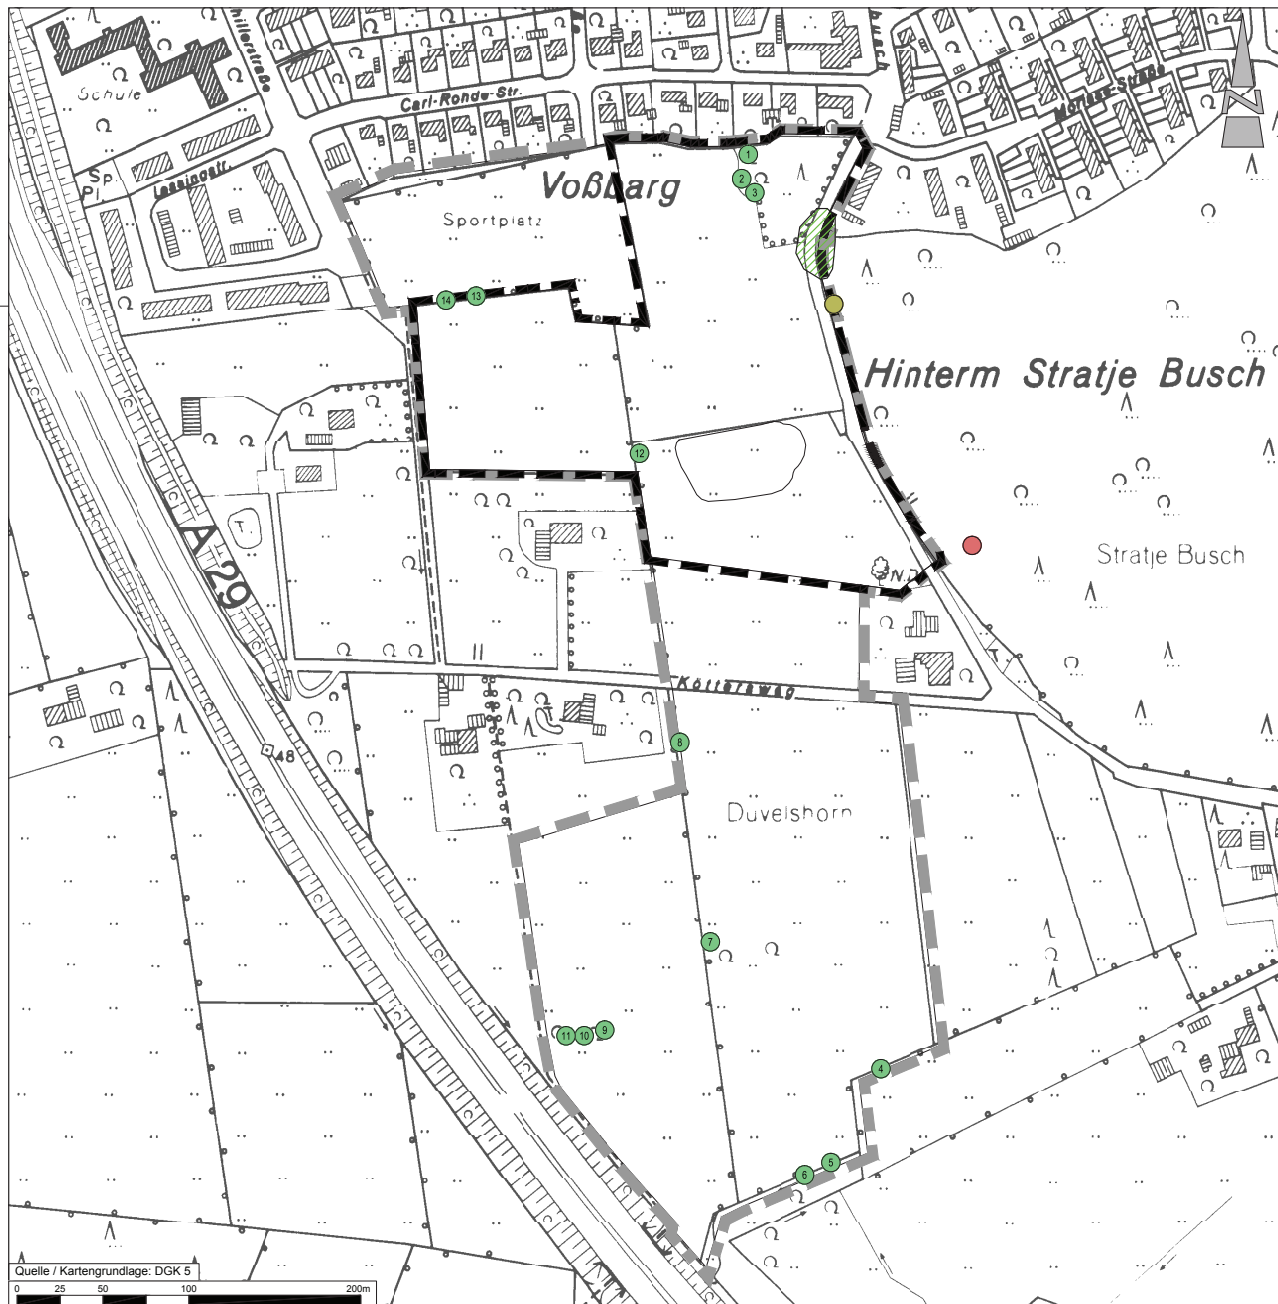 Schule
Carl-Rohde-Str.
Sp.
Pl.
Lessingstr.
Voßbarg
Sportplatz
1
2
3
14
13
Hinterm Stratje Busch
12
A 29
T.
N.D.
Stratje Busch
II
Köttersweg
T.
T.
8
48
Duvelshorn
7
11
10
9
4
5
6
Quelle / Kartengrundlage: DGK 5
0 25 50 100 200m